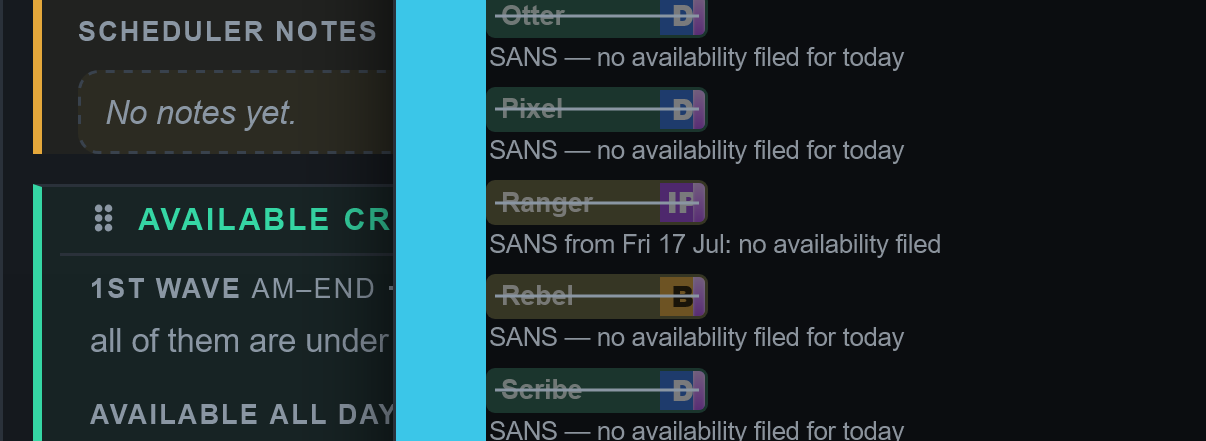 SCHEDULER NOTES
No notes yet.
AVAILABLE CR
1ST WAVE AM–END
all of them are under
AVAILABLE ALL DAY
Otter D
SANS — no availability filed for today
Pixel D
SANS — no availability filed for today
Ranger IP
SANS from Fri 17 Jul: no availability filed
Rebel B
SANS — no availability filed for today
Scribe D
SANS — no availability filed for today